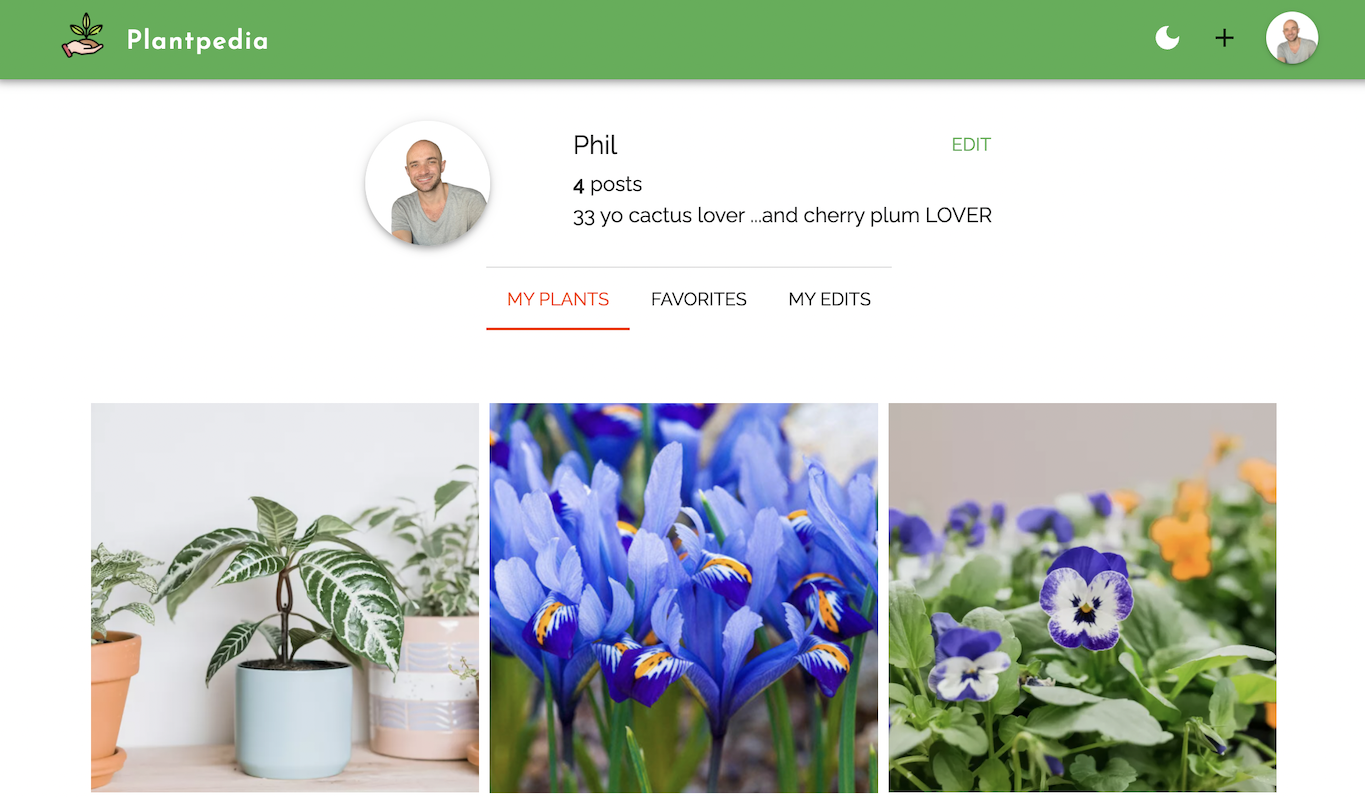 Plantpedia
Phil
EDIT
4 posts
33 yo cactus lover ...and cherry plum LOVER
MY PLANTS
FAVORITES
MY EDITS